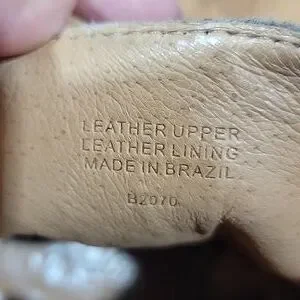 LEATHER UPPER
LEATHER LINING
MADE IN BRAZIL
B2070